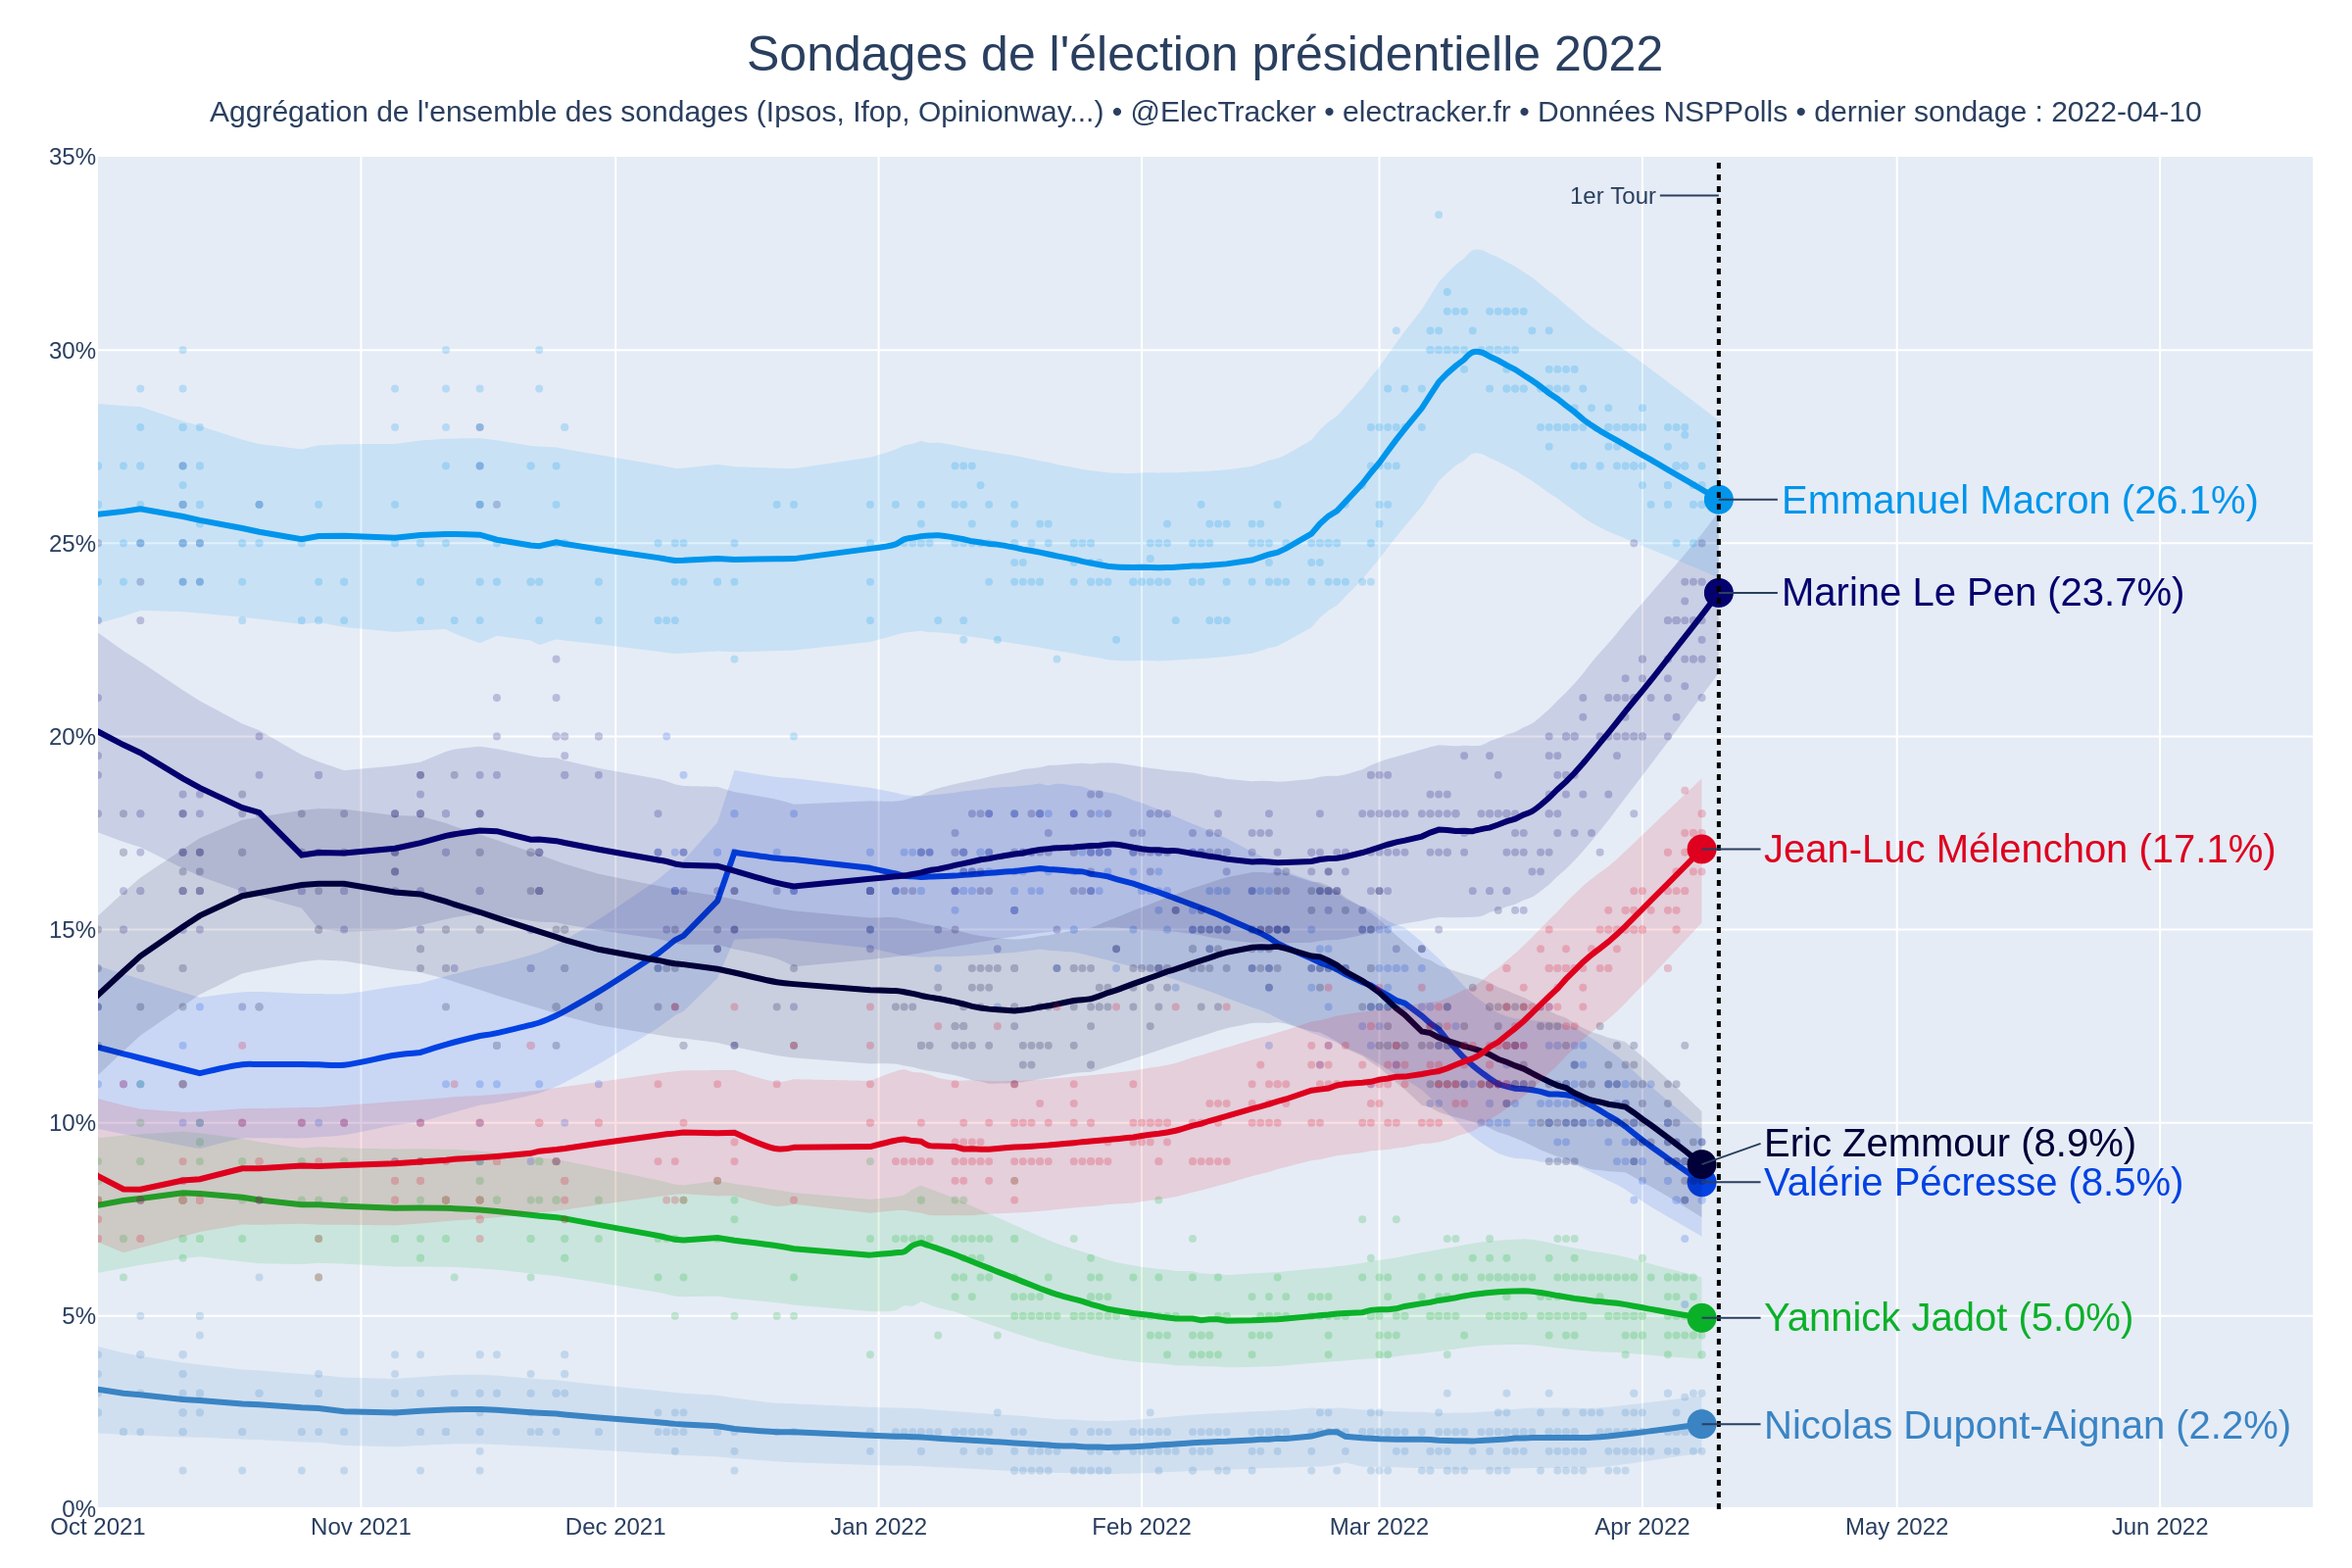 Sondages de l'élection présidentielle 2022
Aggrégation de l'ensemble des sondages (Ipsos, Ifop, Opinionway...) • @ElecTracker • electracker.fr • Données NSPPolls • dernier sondage : 2022-04-10
35%
1er Tour
30%
Emmanuel Macron (26.1%)
25%
Marine Le Pen (23.7%)
20%
Jean-Luc Mélenchon (17.1%)
15%
10%
Eric Zemmour (8.9%)
Valérie Pécresse (8.5%)
5%
Yannick Jadot (5.0%)
Nicolas Dupont-Aignan (2.2%)
0%
Oct 2021 Nov 2021 Dec 2021 Jan 2022 Feb 2022 Mar 2022 Apr 2022 May 2022 Jun 2022